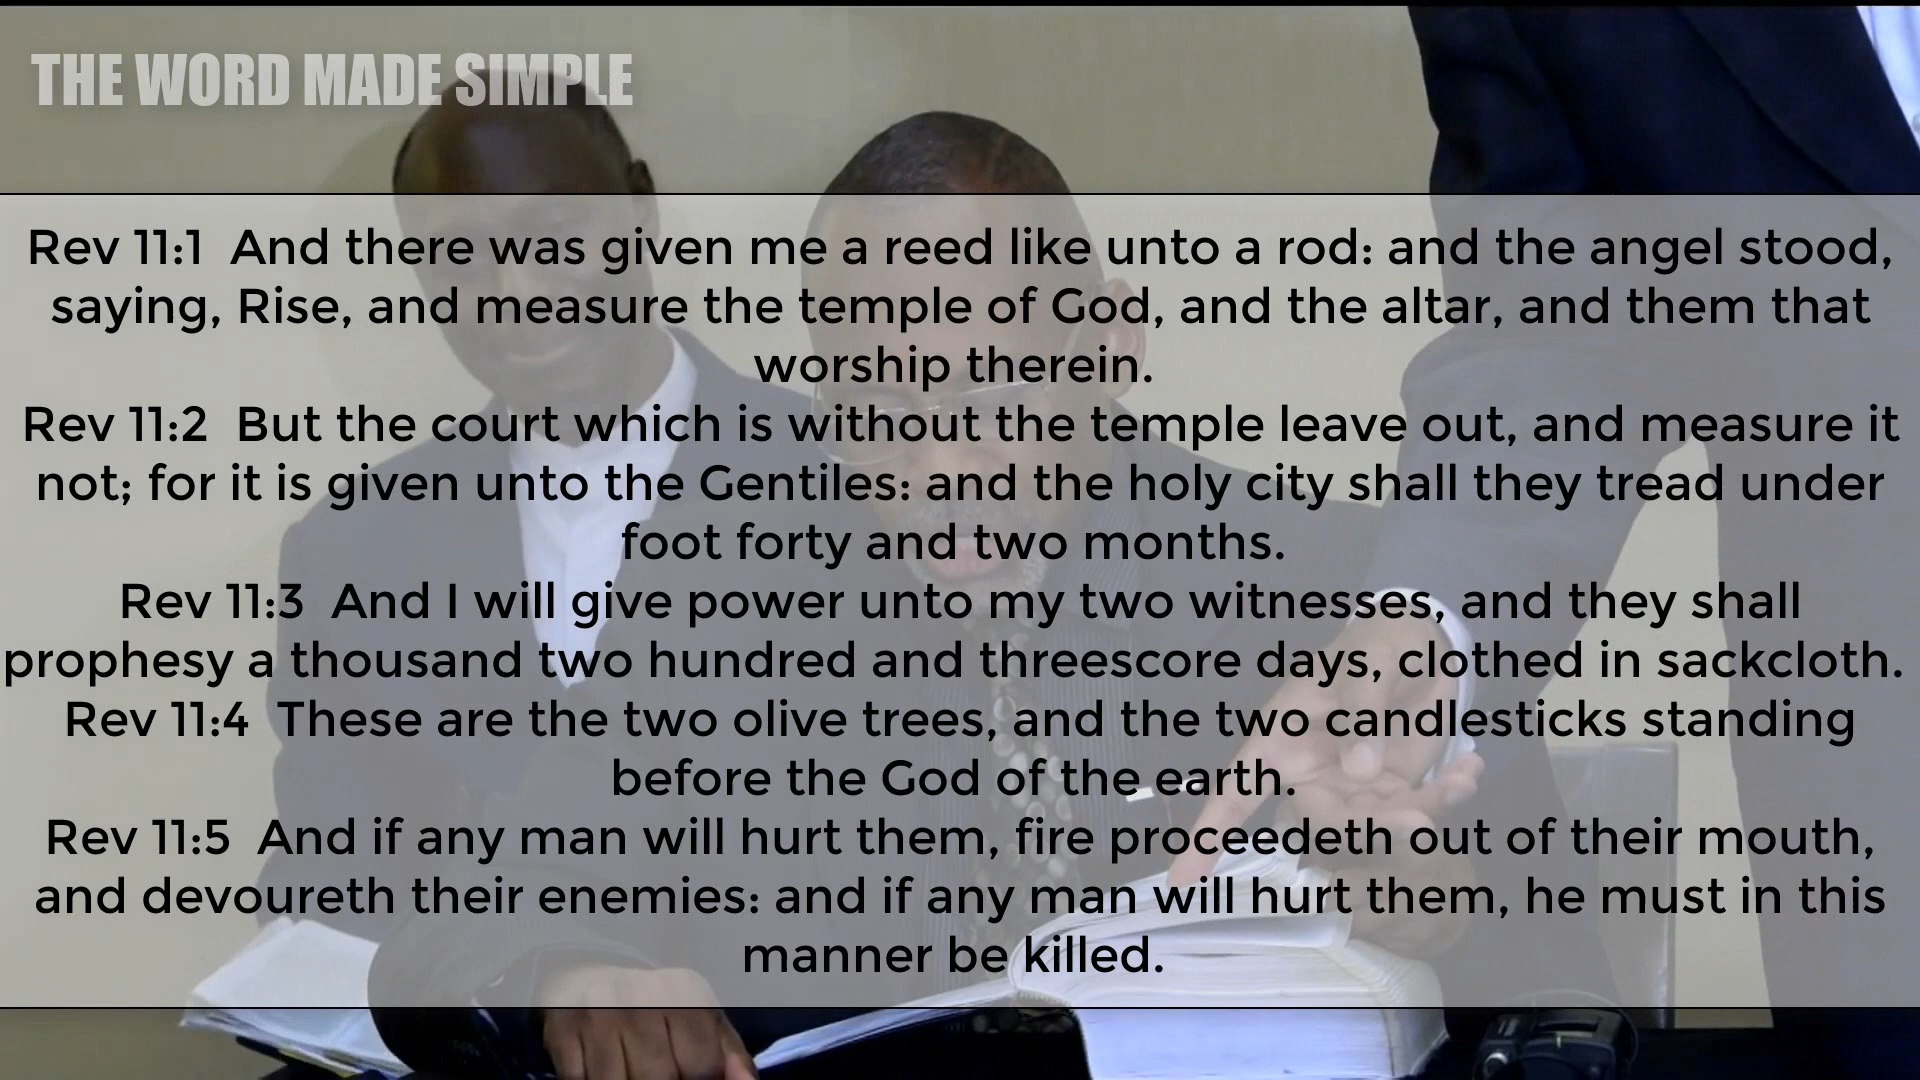 THE WORD MADE SIMPLE
Rev 11:1  And there was given me a reed like unto a rod: and the angel stood,
saying, Rise, and measure the temple of God, and the altar, and them that
worship therein.
Rev 11:2  But the court which is without the temple leave out, and measure it
not; for it is given unto the Gentiles: and the holy city shall they tread under
foot forty and two months.
Rev 11:3  And I will give power unto my two witnesses, and they shall
prophesy a thousand two hundred and threescore days, clothed in sackcloth.
Rev 11:4  These are the two olive trees, and the two candlesticks standing
before the God of the earth.
Rev 11:5  And if any man will hurt them, fire proceedeth out of their mouth,
and devoureth their enemies: and if any man will hurt them, he must in this
manner be killed.